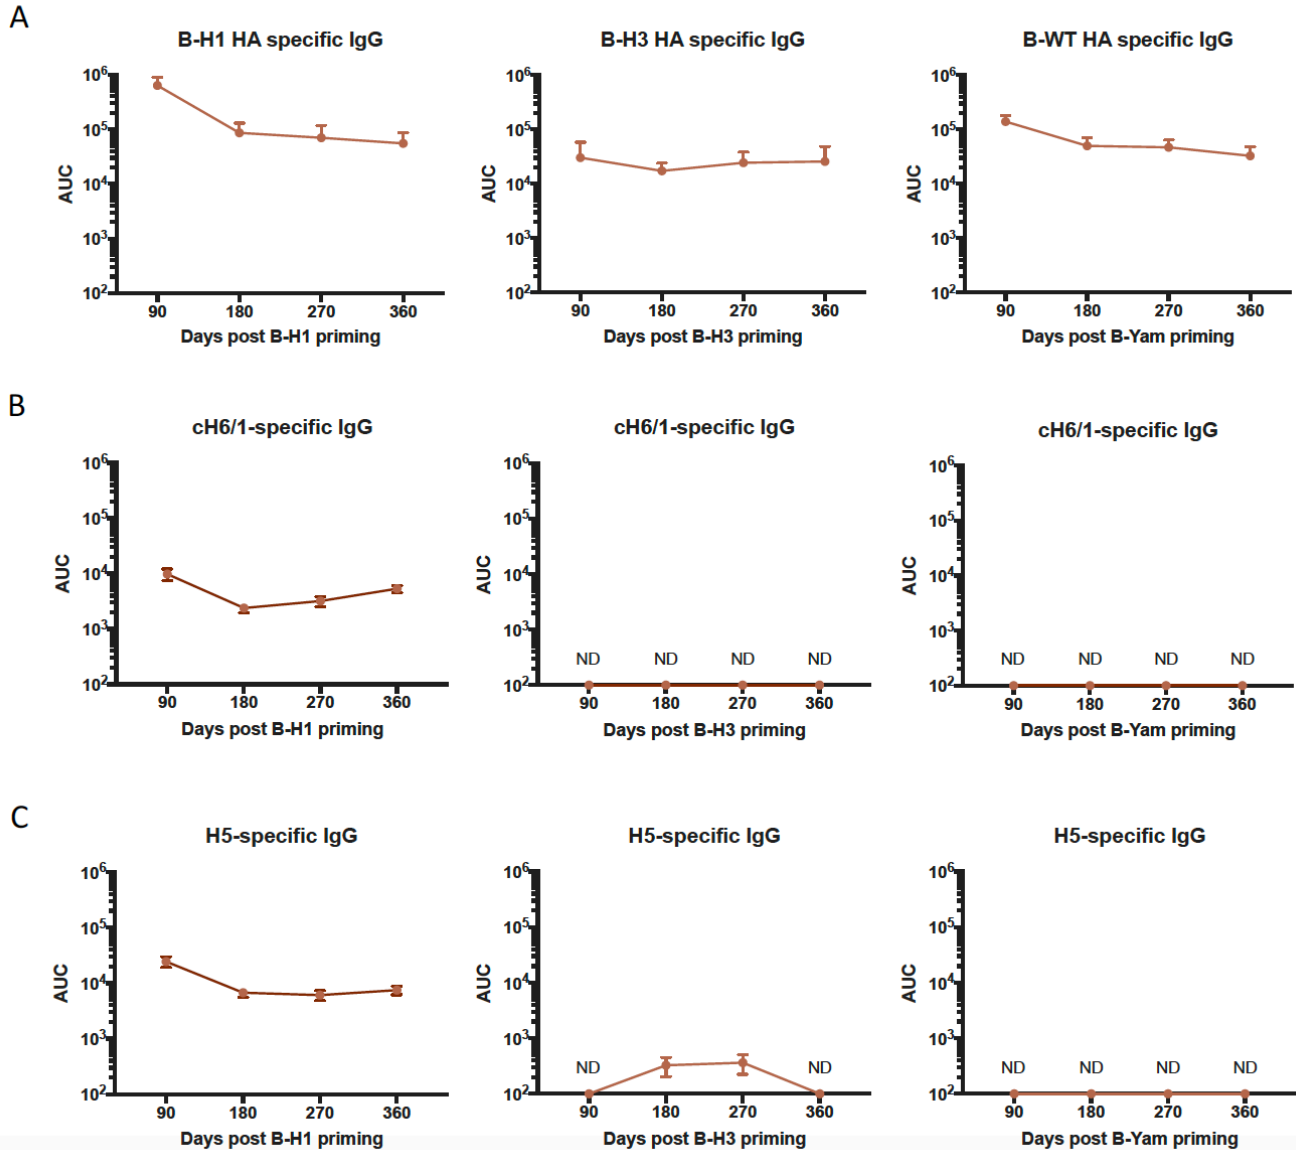 A
B-H1 HA specific IgG
B-H3 HA specific IgG
B-WT HA specific IgG
AUC
10^6
10^5
10^4
10^3
10^2
90 180 270 360
Days post B-H1 priming
AUC
10^6
10^5
10^4
10^3
10^2
90 180 270 360
Days post B-H3 priming
AUC
10^6
10^5
10^4
10^3
10^2
90 180 270 360
Days post B-Yam priming
B
cH6/1-specific IgG
cH6/1-specific IgG
cH6/1-specific IgG
AUC
10^6
10^5
10^4
10^3
10^2
90 180 270 360
Days post B-H1 priming
AUC
10^6
10^5
10^4
10^3
10^2
ND ND ND ND
90 180 270 360
Days post B-H3 priming
AUC
10^6
10^5
10^4
10^3
10^2
ND ND ND ND
90 180 270 360
Days post B-Yam priming
C
H5-specific IgG
H5-specific IgG
H5-specific IgG
AUC
10^6
10^5
10^4
10^3
10^2
90 180 270 360
Days post B-H1 priming
AUC
10^6
10^5
10^4
10^3
10^2
ND ND
90 180 270 360
Days post B-H3 priming
AUC
10^6
10^5
10^4
10^3
10^2
ND ND ND ND
90 180 270 360
Days post B-Yam priming